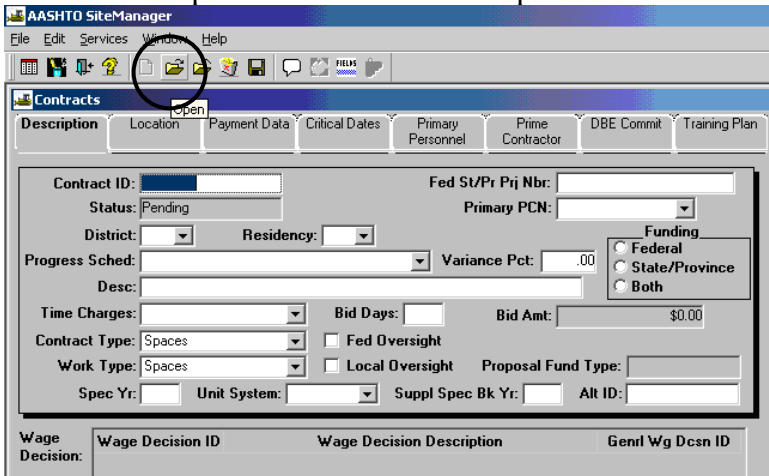 AASHTO SiteManager
File Edit Services Window Help
FIELDS
Contracts
Open
Description Location Payment Data Critical Dates Primary Personnel Prime Contractor DBE Commit Training Plan
Contract ID: Fed St/Pr Prj Nbr:
Status: Pending Primary PCN:
District: Residency: Funding
Federal
Progress Sched: Variance Pct: .00 State/Province
Desc: Both
Time Charges: Bid Days: Bid Amt: $0.00
Contract Type: Spaces Fed Oversight
Work Type: Spaces Local Oversight Proposal Fund Type:
Spec Yr: Unit System: Suppl Spec Bk Yr: Alt ID:
Wage Decision: Wage Decision ID Wage Decision Description Genrl Wg Dcsn ID